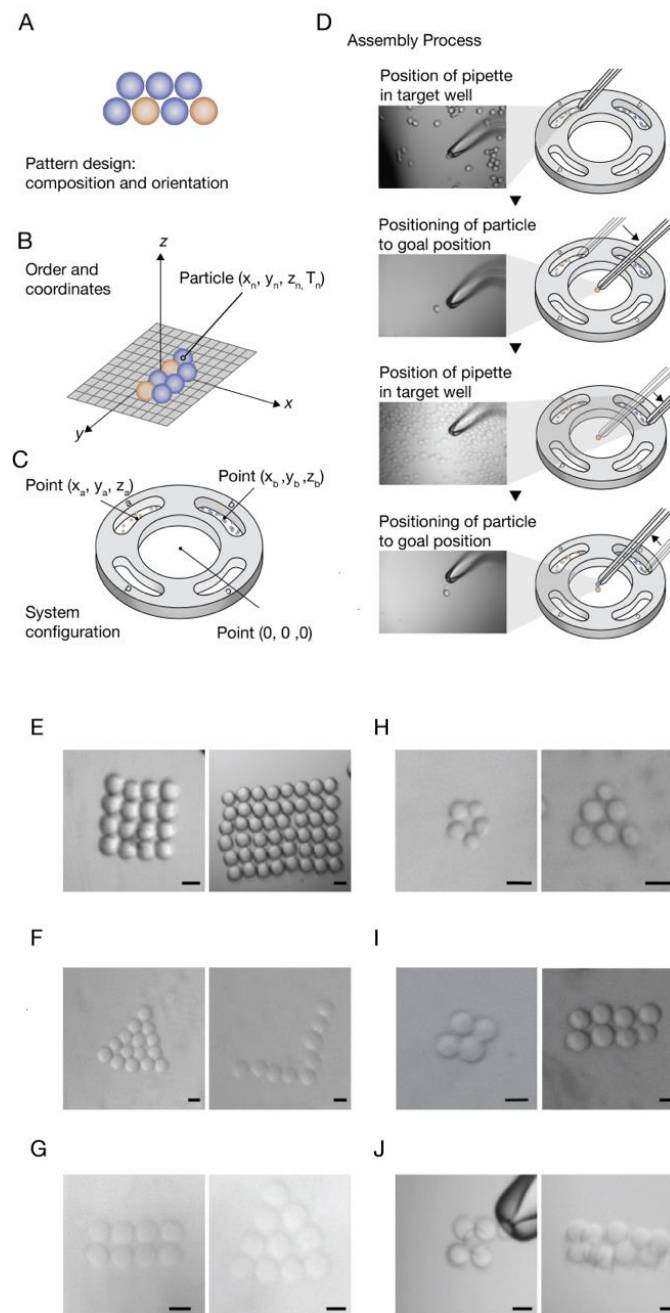 A
Pattern design:
composition and orientation
B
Order and
coordinates
z
Particle (xn, yn, zn, Tn)
x
y
C
Point (xa, ya, za)
Point (xb ,yb ,zb)
System
configuration
Point (0, 0 ,0)
D
Assembly Process
Position of pipette
in target well
Positioning of particle
to goal position
Position of pipette
in target well
Positioning of particle
to goal position
E
H
F
I
G
J